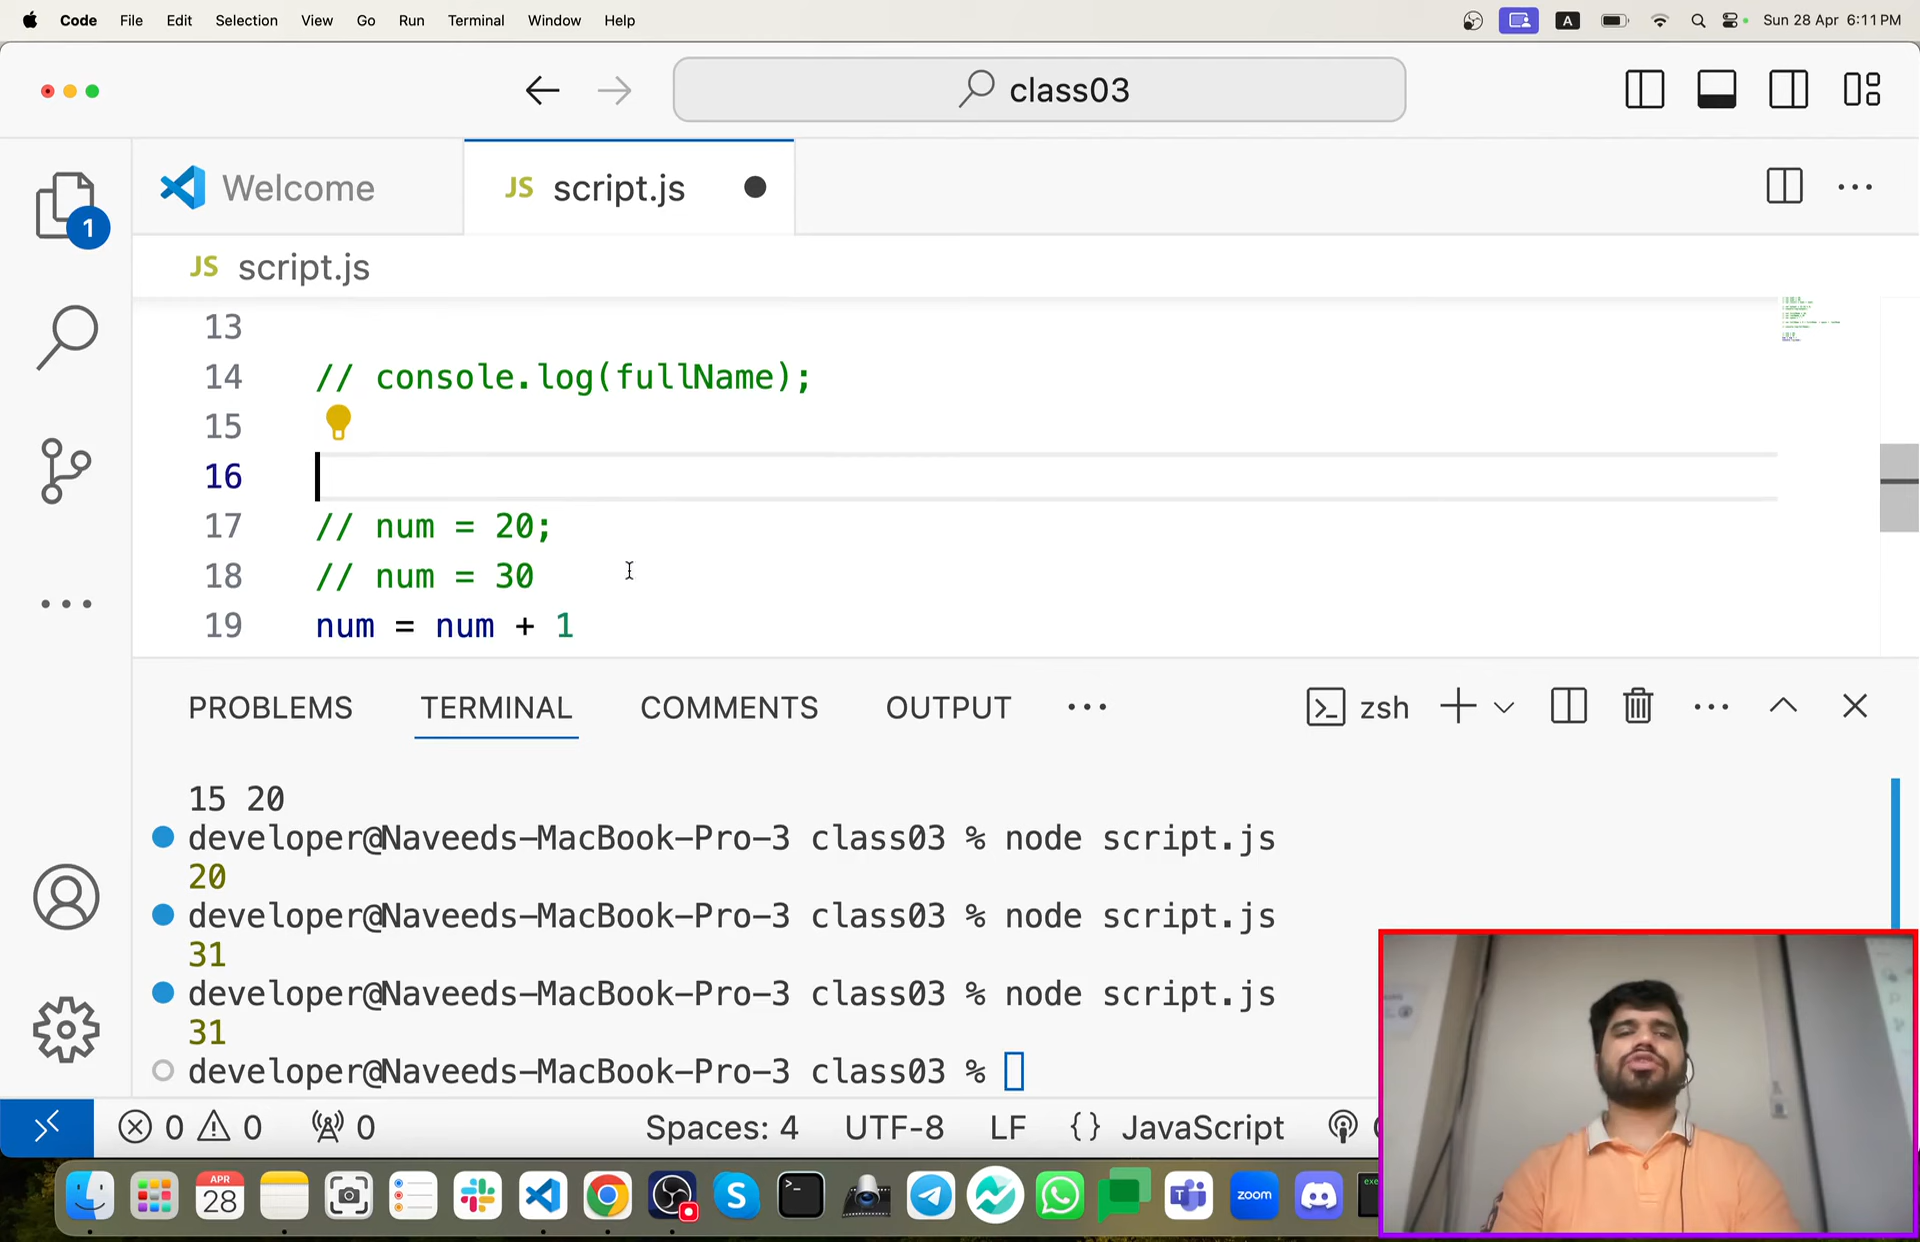 Code File Edit Selection View Go Run Terminal Window Help A Sun 28 Apr 6:11 PM
class03
Welcome JS script.js
1
JS script.js
13
14 // console.log(fullName);
15
16
17 // num = 20;
18 // num = 30
19 num = num + 1
PROBLEMS TERMINAL COMMENTS OUTPUT zsh
15 20
developer@Naveeds-MacBook-Pro-3 class03 % node script.js
20
developer@Naveeds-MacBook-Pro-3 class03 % node script.js
31
developer@Naveeds-MacBook-Pro-3 class03 % node script.js
31
developer@Naveeds-MacBook-Pro-3 class03 %
0 0 0 Spaces: 4 UTF-8 LF {} JavaScript
APR
28
S
zoom
exe